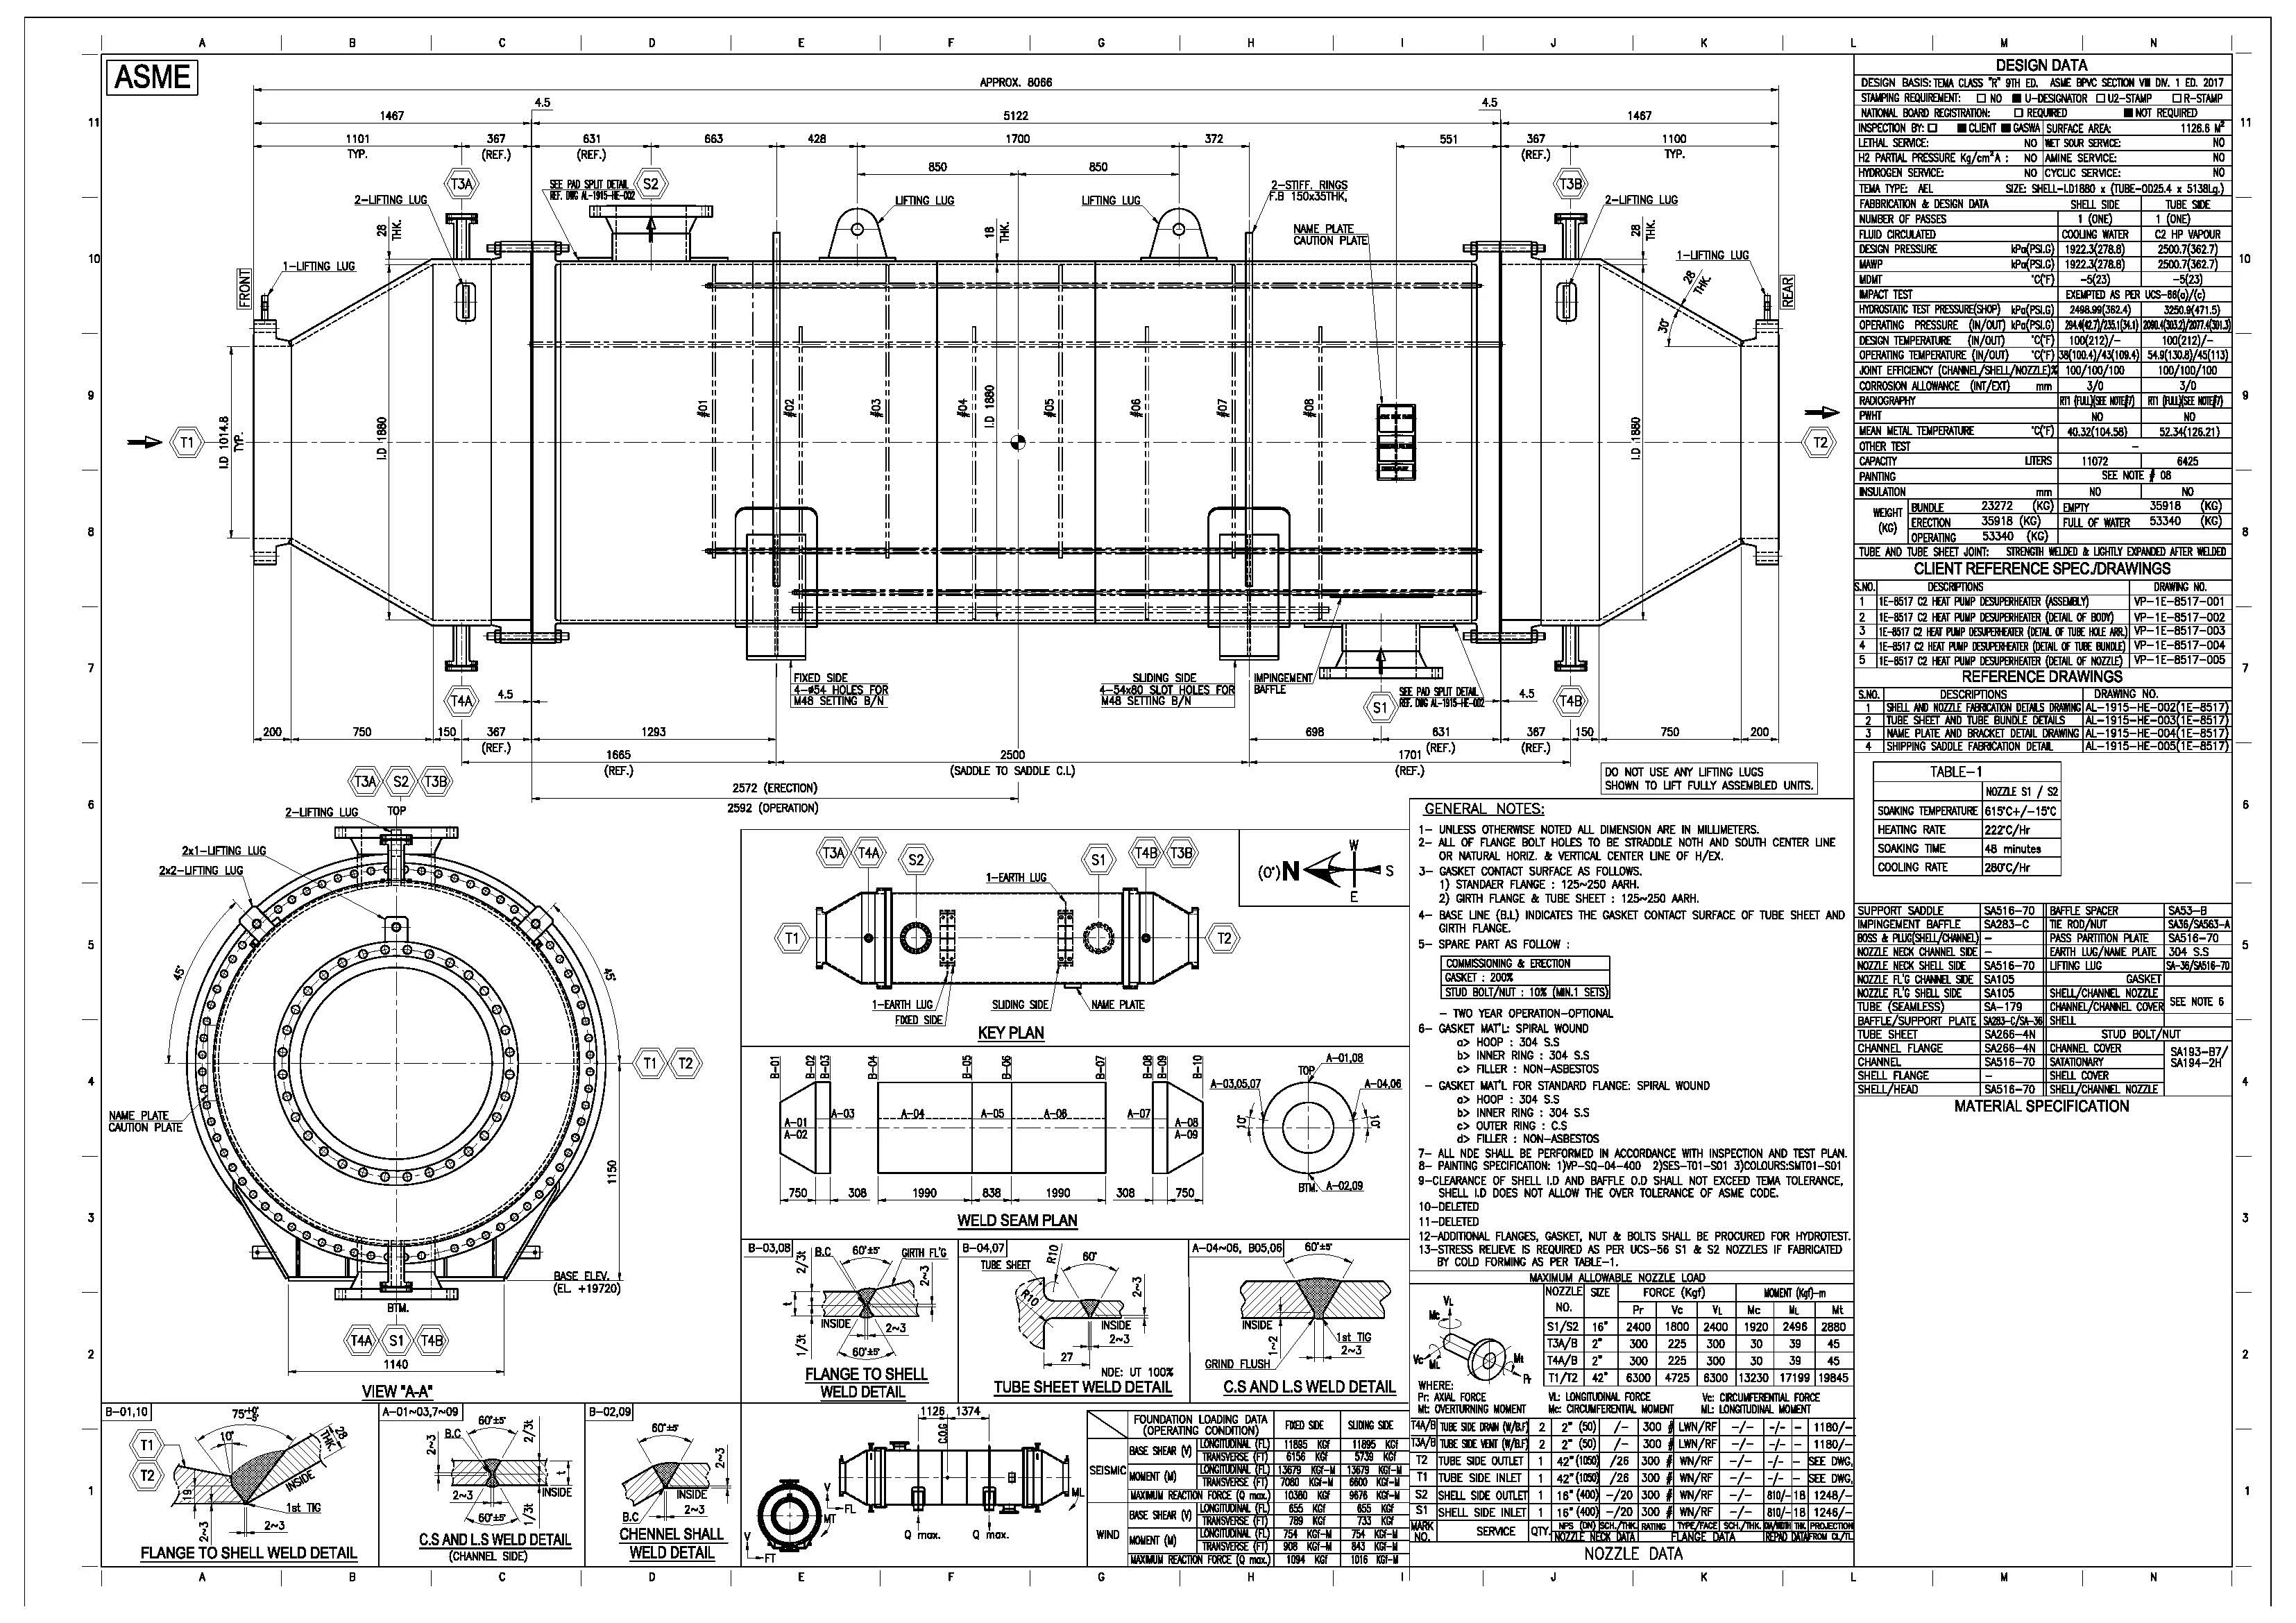 ASME
APPROX. 8066
1467
4.5
5122
4.5
1467
1101
TYP.
367
(REF.)
631
(REF.)
663
428
1700
372
551
367
(REF.)
1100
TYP.
850
850
T3A
SEE PAD SPLIT DETAIL
REF. DWG AL-1915-HE-002
S2
2-LIFTING LUG
LIFTING LUG
LIFTING LUG
2-STIFF. RINGS
F.B 150x35THK,
T3B
2-LIFTING LUG
28 THK.
18 THK.
NAME PLATE
CAUTION PLATE
28 THK.
1-LIFTING LUG
1-LIFTING LUG
FRONT
REAR
28 THK.
30°
#01
#02
#03
#04
#05
#06
#07
#08
T1
I.D 1014.8
TYP.
I.D 1880
I.D 1880
I.D 1880
T2
FIXED SIDE
4-ø54 HOLES FOR
M48 SETTING B/N
SLIDING SIDE
4-54x80 SLOT HOLES FOR
M48 SETTING B/N
IMPINGEMENT
BAFFLE
SEE PAD SPLIT DETAIL
REF. DWG AL-1915-HE-002
T4A
4.5
S1
4.5
T4B
200
750
150
367
(REF.)
1293
698
631
(REF.)
367
(REF.)
150
750
200
1665
(REF.)
2500
(SADDLE TO SADDLE C.L)
1701
(REF.)
2572 (ERECTION)
2592 (OPERATION)
DO NOT USE ANY LIFTING LUGS
SHOWN TO LIFT FULLY ASSEMBLED UNITS.
T3A S2 T3B
TOP
2-LIFTING LUG
2x1-LIFTING LUG
2x2-LIFTING LUG
45°
45°
T1 T2
NAME PLATE
CAUTION PLATE
1150
BASE ELEV.
(EL. +19720)
BTM.
T4A S1 T4B
1140
VIEW "A-A"
T3A T4A S2 S1 T4B T3B
1-EARTH LUG
(0°)N
W
S
E
T1
T2
1-EARTH LUG
FIXED SIDE
SLIDING SIDE
NAME PLATE
KEY PLAN
B-01
B-02
B-03
B-04
B-05
B-06
B-07
B-08
B-09
B-10
A-01
A-02
A-03
A-04
A-05
A-06
A-07
A-08
A-09
A-01,08
TOP
A-03,05,07
A-04,06
10°
10°
BTM.
A-02,09
750
308
1990
838
1990
308
750
WELD SEAM PLAN
B-03,08
B.C
60°±5°
GIRTH FL'G
2/3t
t
2~3
INSIDE
2~3
1/3t
60°±5°
FLANGE TO SHELL
WELD DETAIL
B-04,07
TUBE SHEET
R10
60°
R10
2~3
INSIDE
2~3
27
NDE: UT 100%
TUBE SHEET WELD DETAIL
A-04~06, B05,06
60°±5°
INSIDE
1~2
1st TIG
2~3
GRIND FLUSH
C.S AND L.S WELD DETAIL
B-01,10
75°
10°
28 THK.
T1
T2
INSIDE
19
1st TIG
2~3
2~3
FLANGE TO SHELL WELD DETAIL
A-01~03,7~09
60°±5°
B.C
2/3t
2~3
t
2~3
INSIDE
1/3t
60°±5°
C.S AND L.S WELD DETAIL
(CHANNEL SIDE)
B-02,09
60°±5°
2~3
INSIDE
2~3
B.C
CHENNEL SHALL
WELD DETAIL
1126
1374
C.O.G
V
FL
MT
ML
V
FT
Q max.
Q max.
FOUNDATION LOADING DATA
(OPERATING CONDITION)
FIXED SIDE
SLIDING SIDE
SEISMIC
BASE SHEAR (V)
LONGITUDINAL (FL) 11895 KGf 11895 KGf
TRANSVERSE (FT) 6156 KGf 5739 KGf
MOMENT (M)
LONGITUDINAL (FL) 13679 KGf-M 13679 KGf-M
TRANSVERSE (FT) 7080 KGf-M 6600 KGf-M
MAXIMUM REACTION FORCE (Q max.) 10360 KGf 9676 KGf-M
WIND
BASE SHEAR (V)
LONGITUDINAL (FL) 655 KGf 655 KGf
TRANSVERSE (FT) 789 KGf 733 KGf
MOMENT (M)
LONGITUDINAL (FL) 754 KGf-M 754 KGf-M
TRANSVERSE (FT) 908 KGf-M 843 KGf-M
MAXIMUM REACTION FORCE (Q max.) 1094 KGf 1016 KGf-M
GENERAL NOTES:
1- UNLESS OTHERWISE NOTED ALL DIMENSION ARE IN MILLIMETERS.
2- ALL OF FLANGE BOLT HOLES TO BE STRADDLE NOTH AND SOUTH CENTER LINE
OR NATURAL HORIZ. & VERTICAL CENTER LINE OF H/EX.
3- GASKET CONTACT SURFACE AS FOLLOWS.
1) STANDAER FLANGE : 125~250 AARH.
2) GIRTH FLANGE & TUBE SHEET : 125~250 AARH.
4- BASE LINE (B.L) INDICATES THE GASKET CONTACT SURFACE OF TUBE SHEET AND
GIRTH FLANGE.
5- SPARE PART AS FOLLOW :
COMMISSIONING & ERECTION
GASKET : 200%
STUD BOLT/NUT : 10% (MIN.1 SETS)
- TWO YEAR OPERATION-OPTIONAL
6- GASKET MAT'L: SPIRAL WOUND
a> HOOP : 304 S.S
b> INNER RING : 304 S.S
c> FILLER : NON-ASBESTOS
- GASKET MAT'L FOR STANDARD FLANGE: SPIRAL WOUND
a> HOOP : 304 S.S
b> INNER RING : 304 S.S
c> OUTER RING : C.S
d> FILLER : NON-ASBESTOS
7- ALL NDE SHALL BE PERFORMED IN ACCORDANCE WITH INSPECTION AND TEST PLAN.
8- PAINTING SPECIFICATION: 1)VP-SQ-04-400 2)SES-T01-S01 3)COLOURS:SMT01-S01
9-CLEARANCE OF SHELL I.D AND BAFFLE O.D SHALL NOT EXCEED TEMA TOLERANCE,
SHELL I.D DOES NOT ALLOW THE OVER TOLERANCE OF ASME CODE.
10-DELETED
11-DELETED
12-ADDITIONAL FLANGES, GASKET, NUT & BOLTS SHALL BE PROCURED FOR HYDROTEST.
13-STRESS RELIEVE IS REQUIRED AS PER UCS-56 S1 & S2 NOZZLES IF FABRICATED
BY COLD FORMING AS PER TABLE-1.
MAXIMUM ALLOWABLE NOZZLE LOAD
NOZZLE NO. SIZE FORCE (Kgf) MOMENT (Kgf)-m
Pr Vc VL Mc ML Mt
S1/S2 16" 2400 1800 2400 1920 2496 2880
T3A/B 2" 300 225 300 30 39 45
T4A/B 2" 300 225 300 30 39 45
T1/T2 42" 6300 4725 6300 13230 17199 19845
VL
Mc
Vc
ML
Mt
Pr
WHERE:
Pr: AXIAL FORCE VL: LONGITUDINAL FORCE Vc: CIRCUMFERENTIAL FORCE
Mt: OVERTURNING MOMENT Mc: CIRCUMFERENTIAL MOMENT ML: LONGITUDINAL MOMENT
T4A/B TUBE SIDE DRAIN (W/B.F) 2 2" (50) /- 300 # LWN/RF -/- -/- - 1180/-
T3A/B TUBE SIDE VENT (W/B.F) 2 2" (50) /- 300 # LWN/RF -/- -/- - 1180/-
T2 TUBE SIDE OUTLET 1 42" (1050) /26 300 # WN/RF -/- -/- - SEE DWG,
T1 TUBE SIDE INLET 1 42" (1050) /26 300 # WN/RF -/- -/- - SEE DWG,
S2 SHELL SIDE OUTLET 1 16" (400) -/20 300 # WN/RF -/- 810/- 18 1248/-
S1 SHELL SIDE INLET 1 16" (400) -/20 300 # WN/RF -/- 810/- 18 1246/-
MARK NO. SERVICE QTY. NPS (DN) SCH./THK. RATING TYPE/FACE SCH./THK. THK. PROJECTION
NOZZLE NECK DATA FLANGE DATA REPAD DATA FROM CL/TL
NOZZLE DATA
DESIGN DATA
DESIGN BASIS: TEMA CLASS "R" 9TH ED. ASME BPVC SECTION VIII DIV. 1 ED. 2017
STAMPING REQUIREMENT: NO U-DESIGNATOR U2-STAMP R-STAMP
NATIONAL BOARD REGISTRATION: REQUIRED NOT REQUIRED
INSPECTION BY: CLIENT GASWA SURFACE AREA: 1126.6 M2
LETHAL SERVICE: NO WET SOUR SERVICE: NO
H2 PARTIAL PRESSURE Kg/cm2A : NO AMINE SERVICE: NO
HYDROGEN SERVICE: NO CYCLIC SERVICE: NO
TEMA TYPE: AEL SIZE: SHELL-I.D1880 x (TUBE-OD25.4 x 5138Lg.)
FABBRICATION & DESIGN DATA SHELL SIDE TUBE SIDE
NUMBER OF PASSES 1 (ONE) 1 (ONE)
FLUID CIRCULATED COOLING WATER C2 HP VAPOUR
DESIGN PRESSURE kPa(PSI.G) 1922.3(278.8) 2500.7(362.7)
MAWP kPa(PSI.G) 1922.3(278.8) 2500.7(362.7)
MDMT °C(°F) -5(23) -5(23)
IMPACT TEST EXEMPTED AS PER UCS-66(a)/(c)
HYDROSTATIC TEST PRESSURE(SHOP) kPa(PSI.G) 2498.99(362.4) 3250.9(471.5)
OPERATING PRESSURE (IN/OUT) kPa(PSI.G) 294.4(42.7)/235.1(34.1) 2090.4(303.2)/2077.4(301.3)
DESIGN TEMPERATURE (IN/OUT) °C(°F) 100(212)/- 100(212)/-
OPERATING TEMPERATURE (IN/OUT) °C(°F) 38(100.4)/43(109.4) 54.9(130.8)/45(113)
JOINT EFFICIENCY (CHANNEL/SHELL/NOZZLE)% 100/100/100 100/100/100
CORROSION ALLOWANCE (INT/EXT) mm 3/0 3/0
RADIOGRAPHY RT1 (FULL)(SEE NOTE#7) RT1 (FULL)(SEE NOTE#7)
PWHT NO NO
MEAN METAL TEMPERATURE °C(°F) 40.32(104.58) 52.34(126.21)
OTHER TEST -
CAPACITY LITERS 11072 6425
PAINTING SEE NOTE # 08
INSULATION mm NO NO
WEIGHT (KG)
BUNDLE 23272 (KG) EMPTY 35918 (KG)
ERECTION 35918 (KG) FULL OF WATER 53340 (KG)
OPERATING 53340 (KG)
TUBE AND TUBE SHEET JOINT: STRENGTH WELDED & LIGHTLY EXPANDED AFTER WELDED
CLIENT REFERENCE SPEC./DRAWINGS
S.NO. DESCRIPTIONS DRAWING NO.
1 1E-8517 C2 HEAT PUMP DESUPERHEATER (ASSEMBLY) VP-1E-8517-001
2 1E-8517 C2 HEAT PUMP DESUPERHEATER (DETAIL OF BODY) VP-1E-8517-002
3 1E-8517 C2 HEAT PUMP DESUPERHEATER (DETAIL OF TUBE HOLE ARR.) VP-1E-8517-003
4 1E-8517 C2 HEAT PUMP DESUPERHEATER (DETAIL OF TUBE BUNDLE) VP-1E-8517-004
5 1E-8517 C2 HEAT PUMP DESUPERHEATER (DETAIL OF NOZZLE) VP-1E-8517-005
REFERENCE DRAWINGS
S.NO. DESCRIPTIONS DRAWING NO.
1 SHELL AND NOZZLE FABRICATION DETAILS DRAWING AL-1915-HE-002(1E-8517)
2 TUBE SHEET AND TUBE BUNDLE DETAILS AL-1915-HE-003(1E-8517)
3 NAME PLATE AND BRACKET DETAIL DRAWING AL-1915-HE-004(1E-8517)
4 SHIPPING SADDLE FABRICATION DETAIL AL-1915-HE-005(1E-8517)
TABLE-1
NOZZLE S1 / S2
SOAKING TEMPERATURE 615°C+/-15°C
HEATING RATE 222°C/Hr
SOAKING TIME 48 minutes
COOLING RATE 280°C/Hr
SUPPORT SADDLE SA516-70 BAFFLE SPACER SA53-B
IMPINGEMENT BAFFLE SA283-C TIE ROD/NUT SA36/SA563-A
BOSS & PLUG(SHELL/CHANNEL) - PASS PARTITION PLATE SA516-70
NOZZLE NECK CHANNEL SIDE - EARTH LUG/NAME PLATE 304 S.S
NOZZLE NECK SHELL SIDE SA516-70 LIFTING LUG SA-36/SA516-70
NOZZLE FL'G CHANNEL SIDE SA105 GASKET
NOZZLE FL'G SHELL SIDE SA105 SHELL/CHANNEL NOZZLE SEE NOTE 6
TUBE (SEAMLESS) SA-179 CHANNEL/CHANNEL COVER
BAFFLE/SUPPORT PLATE SA283-C/SA-36 SHELL
TUBE SHEET SA266-4N STUD BOLT/NUT
CHANNEL FLANGE SA266-4N CHANNEL COVER SA193-B7/
CHANNEL SA516-70 SATATIONARY SA194-2H
SHELL FLANGE - SHELL COVER
SHELL/HEAD SA516-70 SHELL/CHANNEL NOZZLE
MATERIAL SPECIFICATION
A B C D E F G H I J K L M N
11
10
9
8
7
6
5
4
3
2
1
A B C D E F G H I J K L M N
11
10
9
8
7
6
5
4
3
2
1